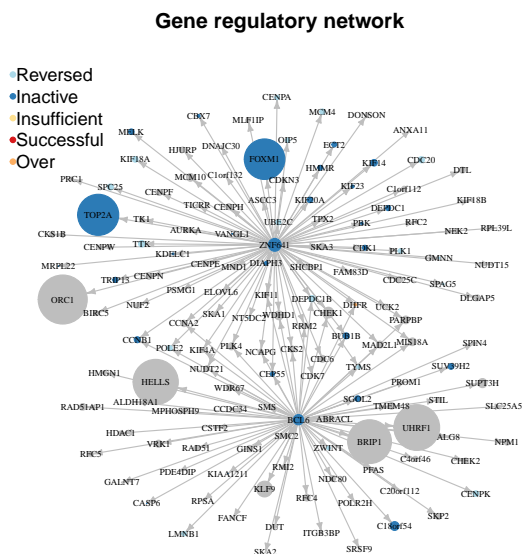 Gene regulatory network
Reversed
Inactive
Insufficient
Successful
Over
CENPA
CBX7
MCM4
MLF1IP
DONSON
MELK
ANXA11
DNAJC30
OIP5
ECT2
HJURP
FOXM1
KIF18A
KIF14
CDC20
HMMR
DTL
PRC1
MCM10
C1orf132
CDKN3
SPC25
KIF23
C1orf112
CENPF
ASCC3
KIF20A
KIF18B
TICRR
CENPH
DEPDC1
TOP2A
TK1
UBE2C
TPX2
PBK
RFC2
RPL39L
CKS1B
AURKA
VANGL1
NEK2
CENPW
TTK
ZNF641
SKA3
CDK1
PLK1
KDELC1
GMNN
MRPL22
CENPE
MND1
DIAPH3
SHCBP1
FAM83D
NUDT15
TRIP13
CENPN
CDC25C
SPAG5
PSMG1
ELOVL6
KIF11
DEPDC1B
DHFR
DLGAP5
ORC1
NUF2
UCK2
BIRC5
SKA1
WDHD1
CHEK1
PARPBP
CCNA2
NT5DC2
RRM2
BUB1B
CCNB1
POLE2
KIF4A
PLK4
CKS2
MAD2L1
MIS18A
SPIN4
NCAPG
CDC6
NUDT21
TYMS
SUV39H2
HMGN1
CEP55
CDK7
HELLS
WDR67
PROM1
SUPT3H
ALDH18A1
SGOL2
STIL
RAD51AP1
MPHOSPH9
CCDC34
SMS
TMEM48
SLC25A5
BCL6
ABRACL
CSTF2
UHRF1
HDAC1
SMC2
ALG8
VRK1
RAD51
GINS1
ZWINT
BRIP1
NPM1
RFC5
C4orf46
CHEK2
PDE4DIP
KIAA1211
RMI2
PFAS
GALNT7
NDC80
KLF9
C20orf112
CENPK
CASP6
RPSA
RFC4
POLR2H
FANCF
SKP2
LMNB1
DUT
ITGB3BP
C18orf54
SKA2
SRSF9